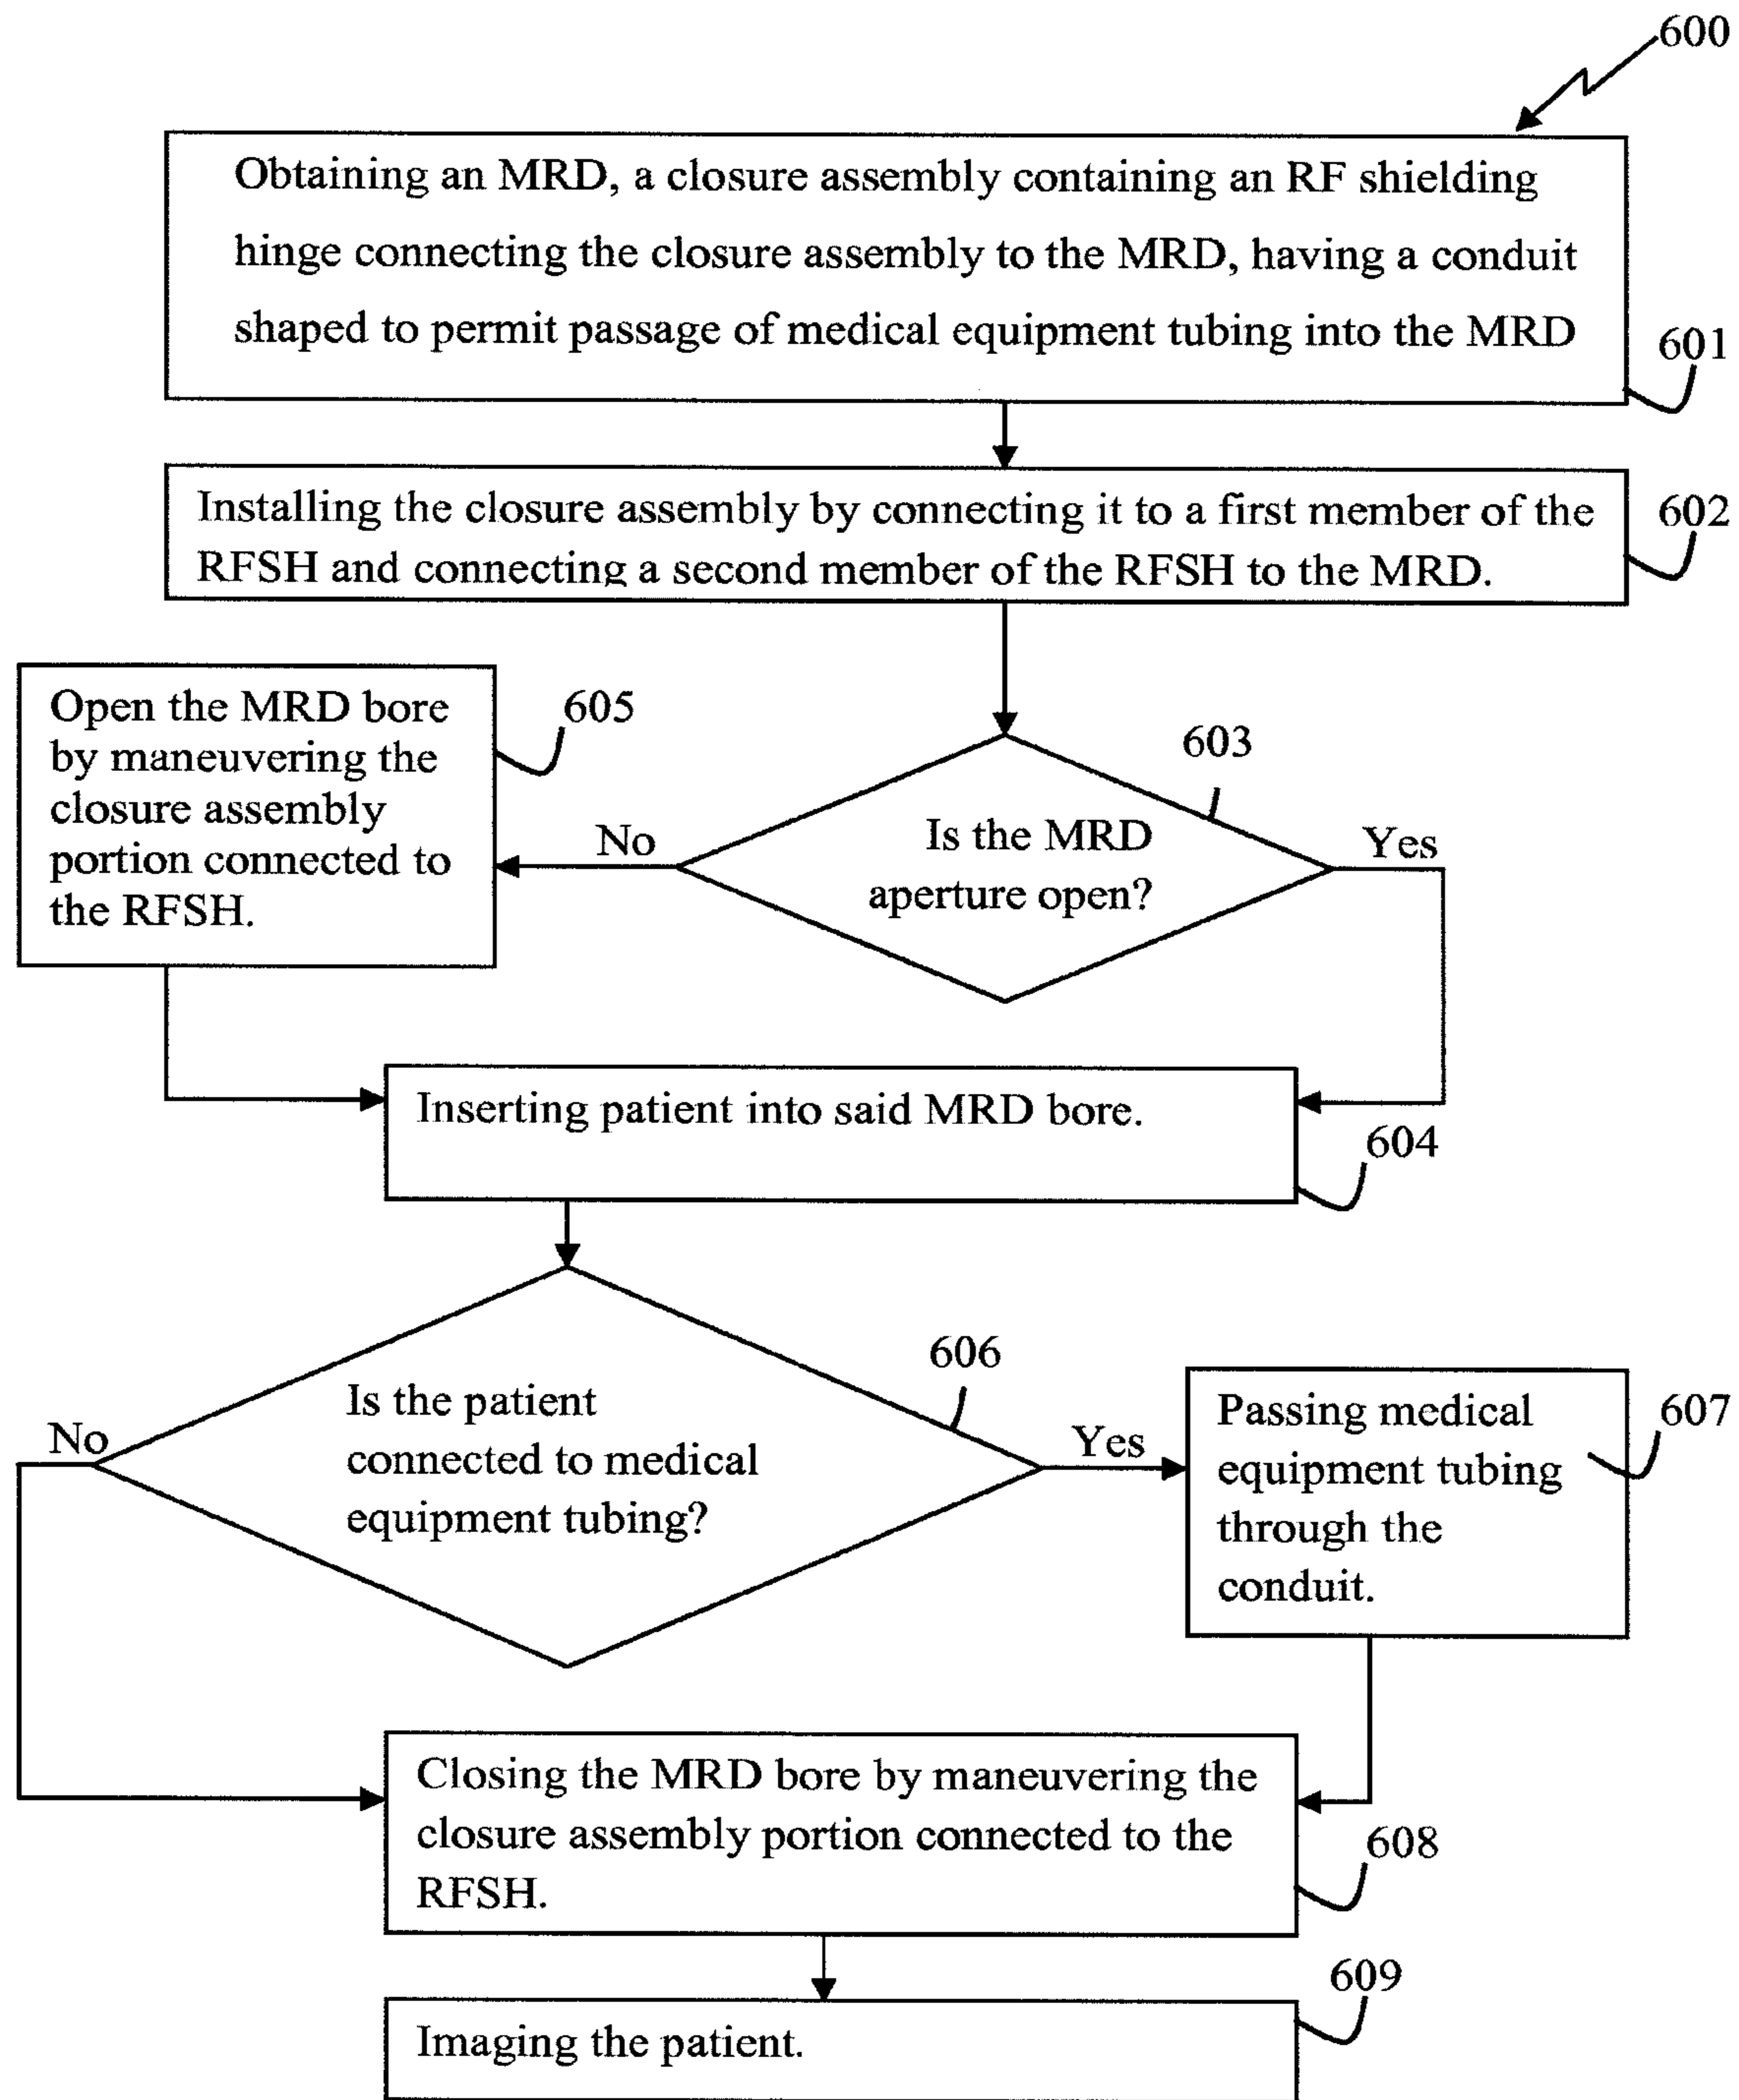 600
Obtaining an MRD, a closure assembly containing an RF shielding
hinge connecting the closure assembly to the MRD, having a conduit
shaped to permit passage of medical equipment tubing into the MRD
601
Installing the closure assembly by connecting it to a first member of the
RFSH and connecting a second member of the RFSH to the MRD.
602
Open the MRD bore
by maneuvering the
closure assembly
portion connected to
the RFSH.
605
603
No
Is the MRD
aperture open?
Yes
Inserting patient into said MRD bore.
604
606
No
Is the patient
connected to medical
equipment tubing?
Yes
Passing medical
equipment tubing
through the
conduit.
607
Closing the MRD bore by maneuvering the
closure assembly portion connected to the
RFSH.
608
609
Imaging the patient.